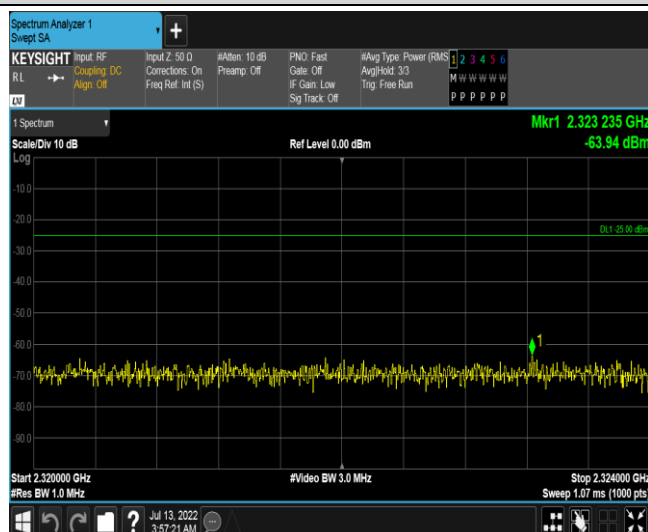 Spectrum Analyzer 1
Swept SA
+
KEYSIGHT
RL
LXI
Input: RF
Coupling: DC
Align: Off
Input Z: 50 Ω
Corrections: On
Freq Ref: Int (S)
#Atten: 10 dB
Preamp: Off
PNO: Fast
Gate: Off
IF Gain: Low
Sig Track: Off
#Avg Type: Power (RMS
Avg|Hold: 3/3
Trig: Free Run
1 2 3 4 5 6
M W W W W W
P P P P P P
1 Spectrum
Scale/Div 10 dB
Ref Level 0.00 dBm
Mkr1 2.323 235 GHz
-63.94 dBm
Log
-10.0
-20.0
DL1 -25.00 dBm
-30.0
-40.0
-50.0
-60.0
1
-70.0
-80.0
-90.0
Start 2.320000 GHz
#Video BW 3.0 MHz
Stop 2.324000 GHz
#Res BW 1.0 MHz
Sweep 1.07 ms (1000 pts)
?
Jul 13, 2022
3:57:21 AM